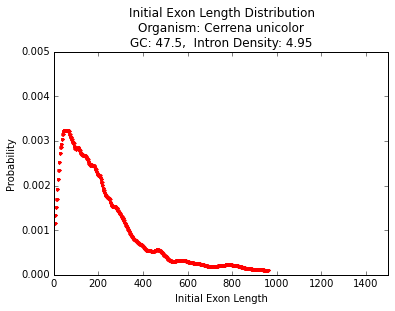 Initial Exon Length Distribution
Organism: Cerrena unicolor
GC: 47.5,  Intron Density: 4.95
0.005
0.004
0.003
0.002
0.001
0.000
Probability
0
200
400
600
800
1000
1200
1400
Initial Exon Length